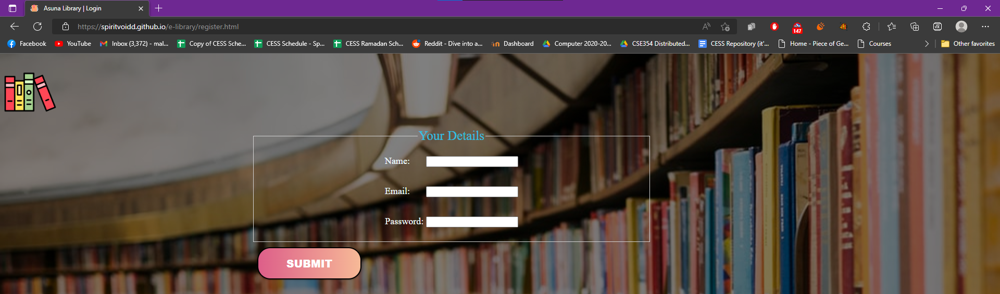 Asuna Library | Login
https://spiritvoidd.github.io/e-library/register.html
147
Facebook
YouTube
Inbox (3,372) - mal...
Copy of CESS Sche...
CESS Schedule - Sp...
CESS Ramadan Sch...
Reddit - Dive into a...
Dashboard
Computer 2020-20...
CSE354 Distributed...
CESS Repository (it'...
Home - Piece of Ge...
Courses
Other favorites
Your Details
Name:
Email:
Password:
SUBMIT